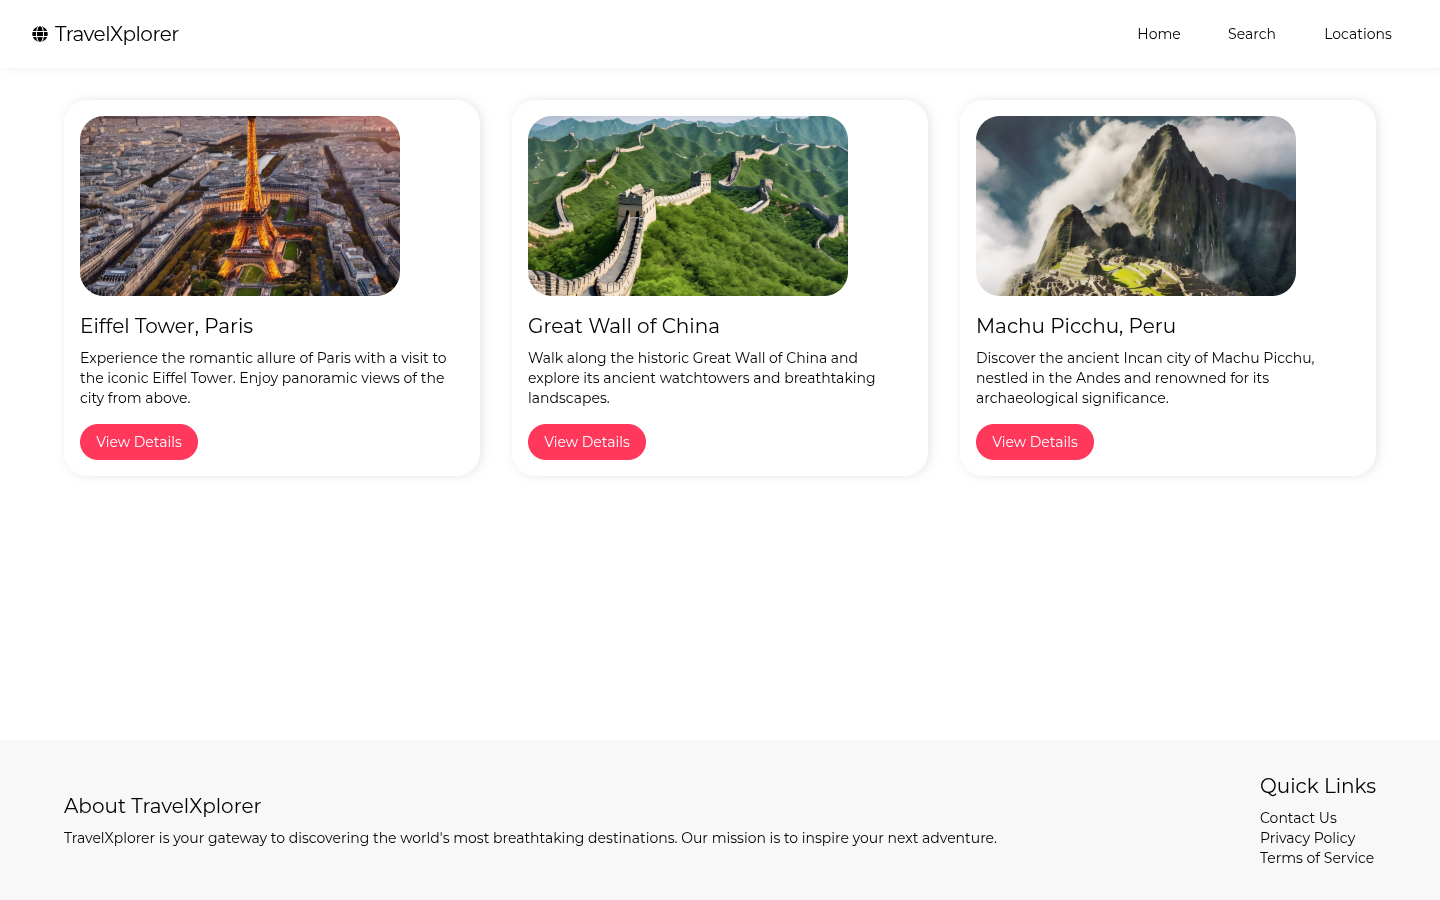 TravelXplorer
Home
Search
Locations
Eiffel Tower, Paris
Experience the romantic allure of Paris with a visit to
the iconic Eiffel Tower. Enjoy panoramic views of the
city from above.
View Details
Great Wall of China
Walk along the historic Great Wall of China and
explore its ancient watchtowers and breathtaking
landscapes.
View Details
Machu Picchu, Peru
Discover the ancient Incan city of Machu Picchu,
nestled in the Andes and renowned for its
archaeological significance.
View Details
About TravelXplorer
TravelXplorer is your gateway to discovering the world's most breathtaking destinations. Our mission is to inspire your next adventure.
Quick Links
Contact Us
Privacy Policy
Terms of Service